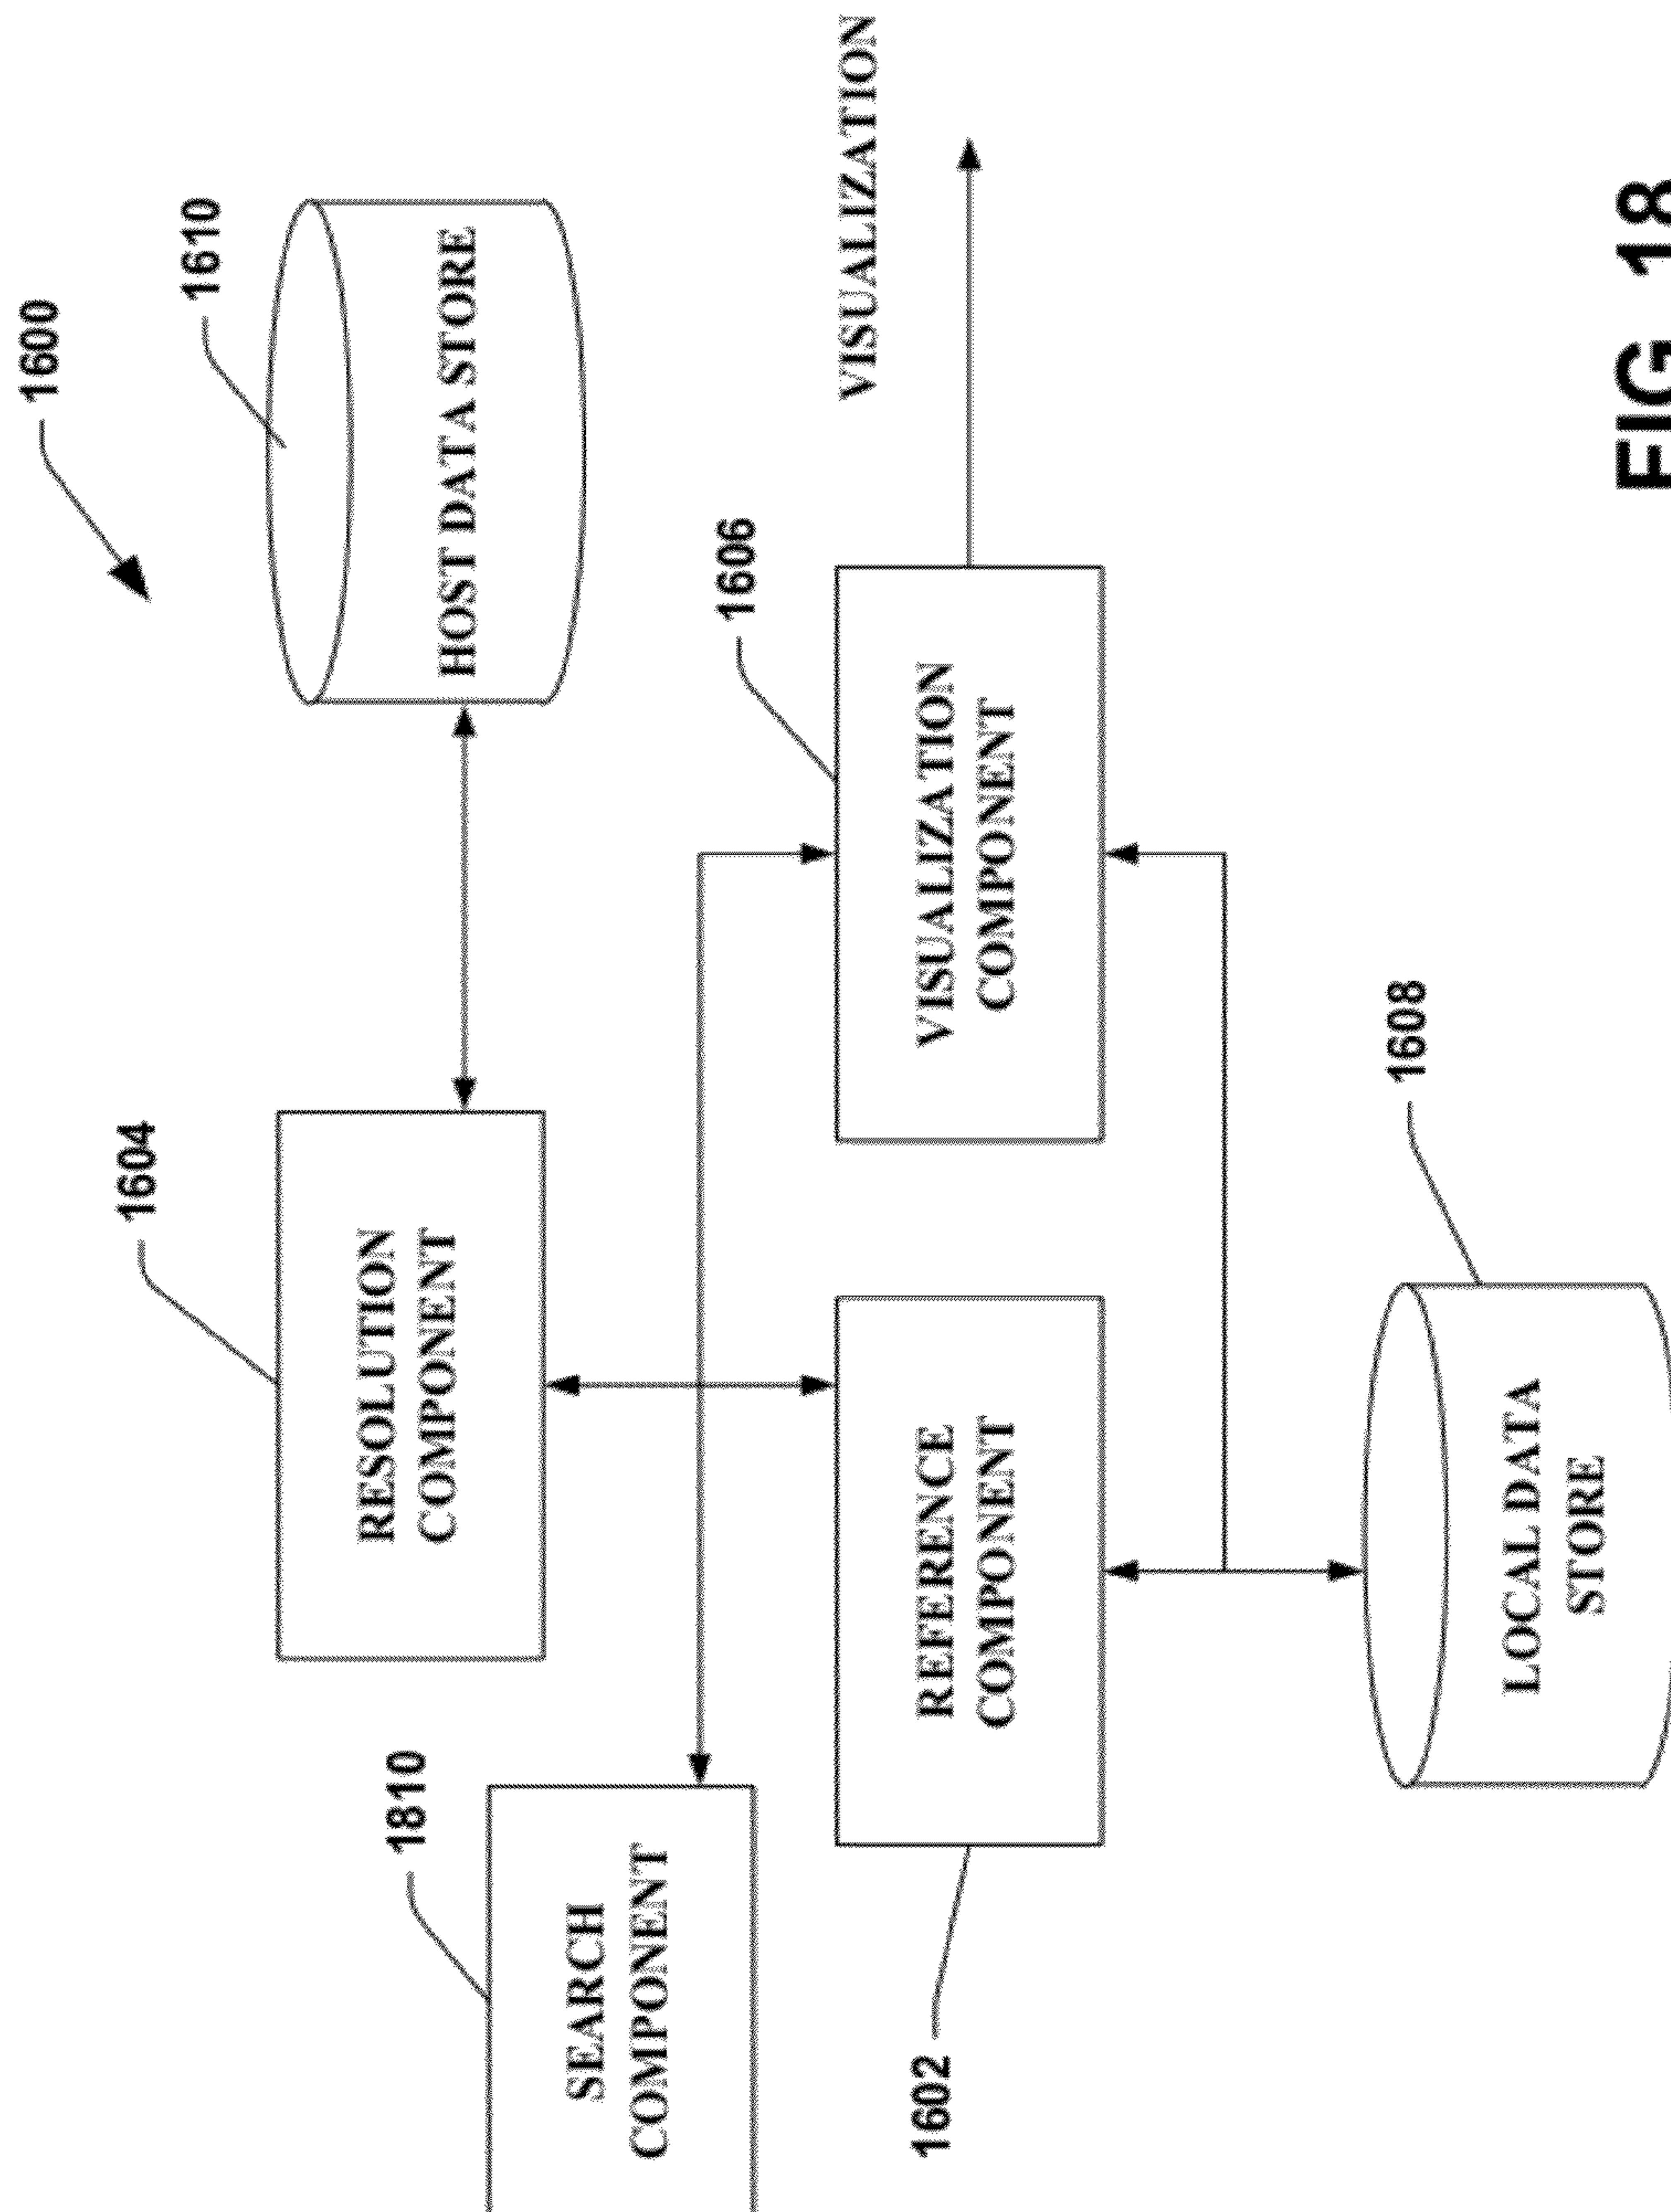 1600
1604
1610
RESOLUTION
COMPONENT
HOST DATA STORE
1810
SEARCH
COMPONENT
1606
VISUALIZATION
1602
REFERENCE
COMPONENT
VISUALIZATION
COMPONENT
1608
LOCAL DATA
STORE
FIG 18